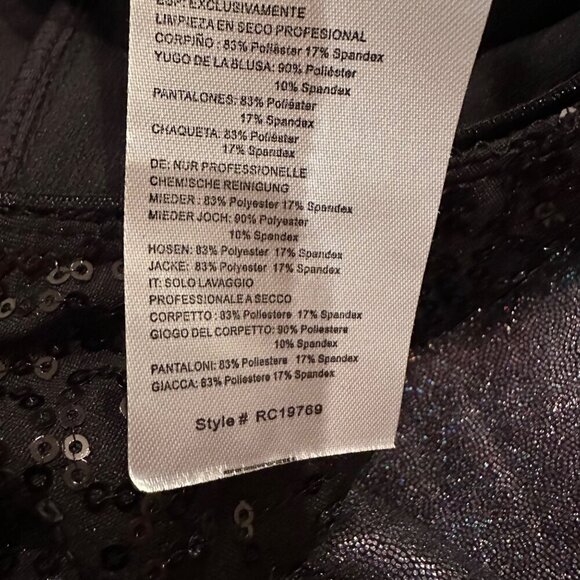 ESP: EXCLUSIVAMENTE
LIMPIEZA EN SECO PROFESIONAL
CORPIÑO : 83% Poliéster 17% Spandex
YUGO DE LA BLUSA: 90% Poliéster
10% Spandex
PANTALONES: 83% Poliéster
17% Spandex
CHAQUETA: 83% Poliéster
17% Spandex
DE: NUR PROFESSIONELLE
CHEMISCHE REINIGUNG
MIEDER : 83% Polyester 17% Spandex
MIEDER JOCH: 90% Polyester
10% Spandex
HOSEN: 83% Polyester 17% Spandex
JACKE: 83% Polyester 17% Spandex
IT: SOLO LAVAGGIO
PROFESSIONALE A SECCO
CORPETTO : 83% Poliestere 17% Spandex
GIOGO DEL CORPETTO: 90% Poliestere
10% Spandex
PANTALONI: 83% Poliestere 17% Spandex
GIACCA: 83% Poliestere 17% Spandex
Style # RC19769